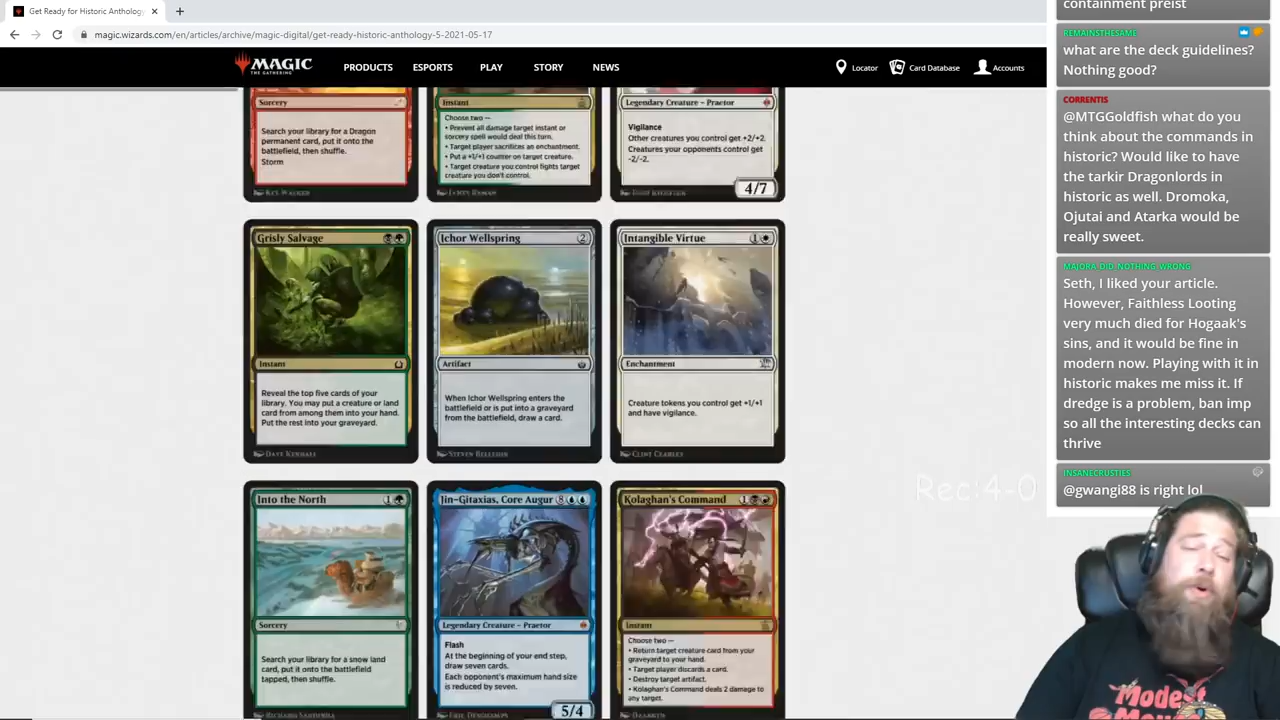 Get Ready for Historic Anthology
magic.wizards.com/en/articles/archive/magic-digital/get-ready-historic-anthology-5-2021-05-17
MAGIC
THE GATHERING
PRODUCTS
ESPORTS
PLAY
STORY
NEWS
Locator
Card Database
Accounts
Sorcery
Search your library for a Dragon
permanent card, put it onto the
battlefield, then shuffle.
Storm
Instant
Choose two —
• Prevent all damage target instant or
sorcery spell would deal this turn.
• Target player sacrifices an enchantment.
• Put a +1/+1 counter on target creature.
• Target creature you control fights target
creature you don't control.
Legendary Creature – Praetor
Vigilance
Other creatures you control get +2/+2.
Creatures your opponents control get
-2/-2.
4/7
Grisly Salvage
Instant
Reveal the top five cards of your
library. You may put a creature or land
card from among them into your hand.
Put the rest into your graveyard.
Dave Kendall
Ichor Wellspring
2
Artifact
When Ichor Wellspring enters the
battlefield or is put into a graveyard
from the battlefield, draw a card.
Steven Belledin
Intangible Virtue
1
Enchantment
Creature tokens you control get +1/+1
and have vigilance.
Clint Cearley
Into the North
1
Sorcery
Search your library for a snow land
card, put it onto the battlefield
tapped, then shuffle.
Jin-Gitaxias, Core Augur
8
Legendary Creature – Praetor
Flash
At the beginning of your end step,
draw seven cards.
Each opponent's maximum hand size
is reduced by seven.
5/4
Kolaghan's Command
1
Instant
Choose two —
• Return target creature card from your
graveyard to your hand.
• Target player discards a card.
• Destroy target artifact.
• Kolaghan's Command deals 2 damage to
any target.
Rec:4-0
containment preist
REMAINSTHESAME
what are the deck guidelines?
Nothing good?
CORRENTIS
@MTGGoldfish what do you
think about the commands in
historic? Would like to have
the tarkir Dragonlords in
historic as well. Dromoka,
Ojutai and Atarka would be
really sweet.
MAJORA_DID_NOTHING_WRONG
Seth, I liked your article.
However, Faithless Looting
very much died for Hogaak's
sins, and it would be fine in
modern now. Playing with it in
historic makes me miss it. If
dredge is a problem, ban imp
so all the interesting decks can
thrive
INSANECRUSTIES
@gwangi88 is right lol